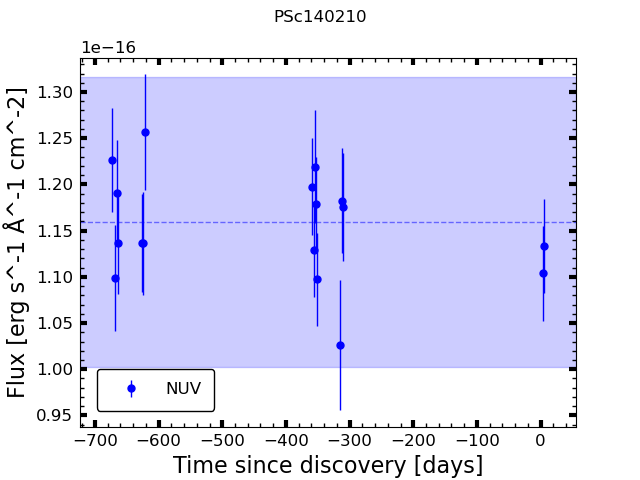 PSc140210
1e−16
1.30
1.25
1.20
1.15
1.10
1.05
1.00
0.95
Flux [erg s^-1 Å^-1 cm^-2]
NUV
−700 −600 −500 −400 −300 −200 −100 0
Time since discovery [days]